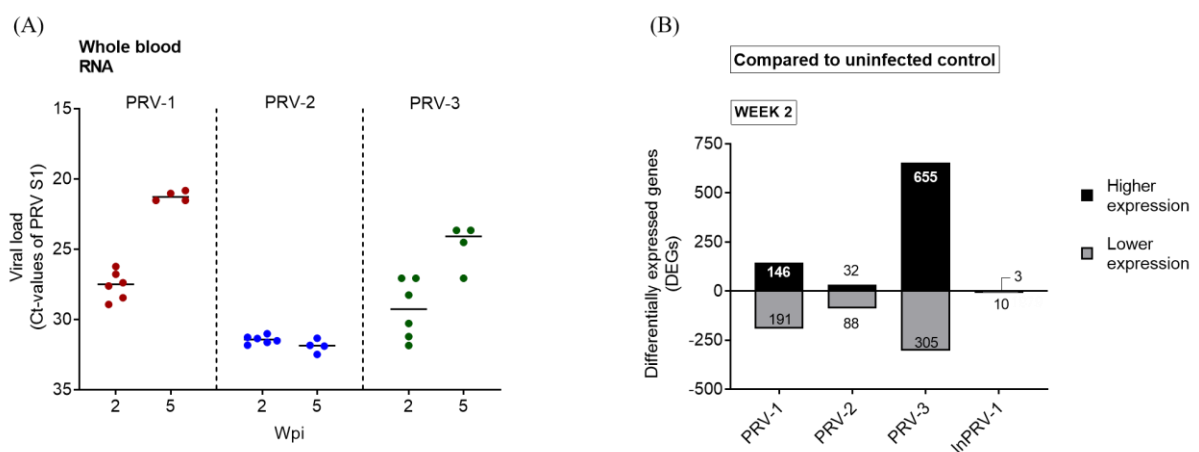 (A)
Whole blood
RNA
PRV-1
PRV-2
PRV-3
Viral load
(Ct-values of PRV S1)
15
20
25
30
35
2
5
2
5
2
5
Wpi
(B)
Compared to uninfected control
WEEK 2
Differentially expressed genes
(DEGs)
750
500
250
0
-250
-500
146
191
32
88
655
305
3
10
PRV-1
PRV-2
PRV-3
InPRV-1
Higher
expression
Lower
expression